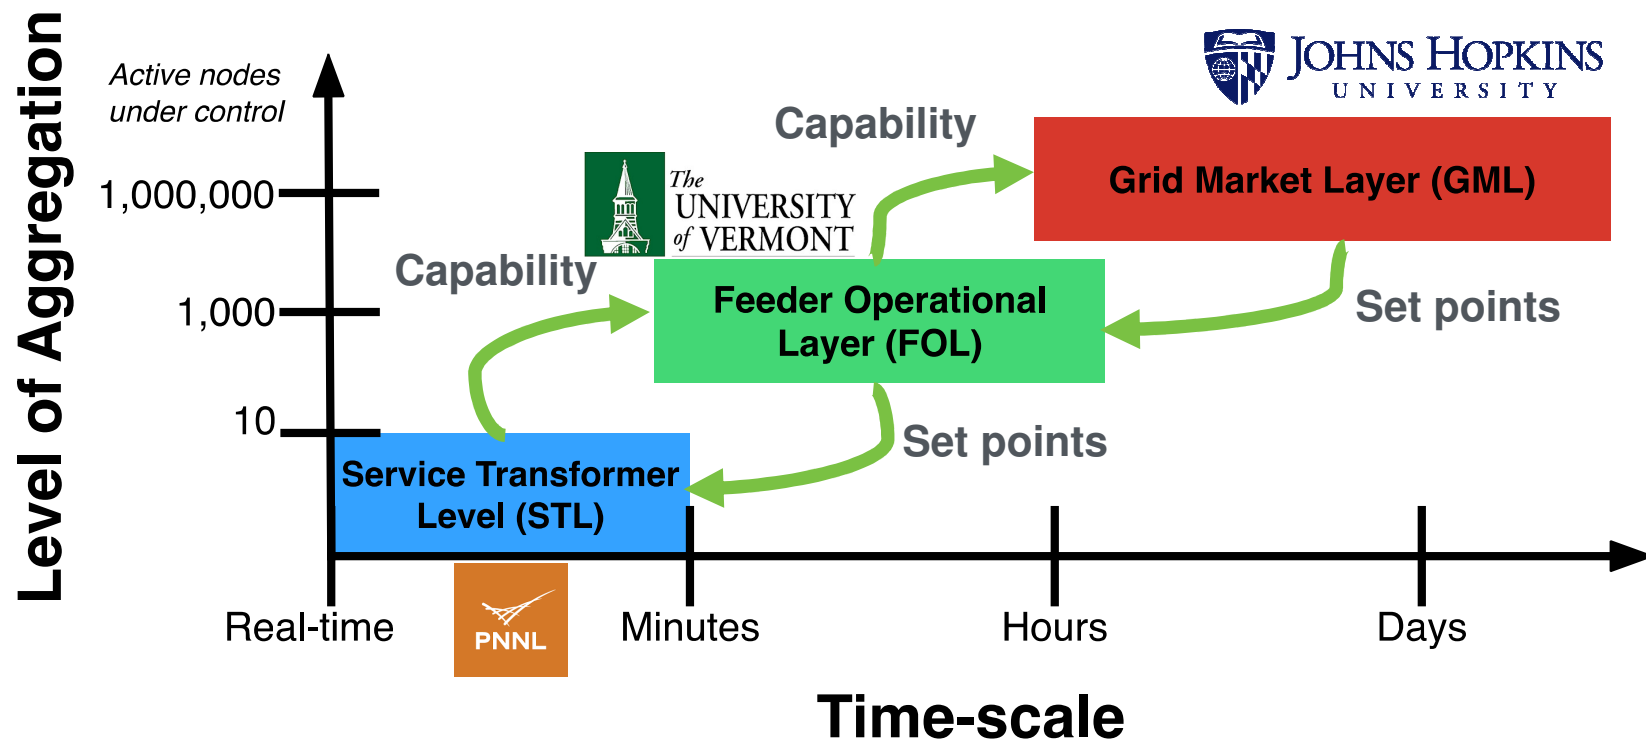 Level of Aggregation
Active nodes
under control
1,000,000
1,000
10
JOHNS HOPKINS
UNIVERSITY
Capability
Grid Market Layer (GML)
The
UNIVERSITY
of VERMONT
Capability
Feeder Operational
Layer (FOL)
Set points
Set points
Service Transformer
Level (STL)
PNNL
Real-time
Minutes
Hours
Days
Time-scale